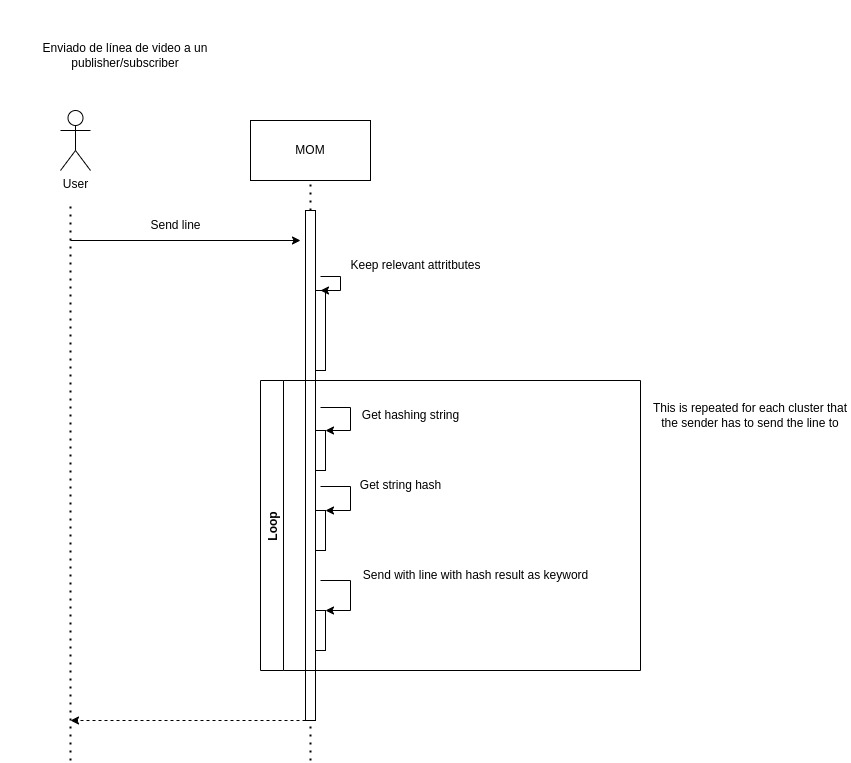 Enviado de línea de video a un
publisher/subscriber
MOM
User
Send line
Keep relevant attritbutes
This is repeated for each cluster that
the sender has to send the line to
Get hashing string
Get string hash
Loop
Send with line with hash result as keyword